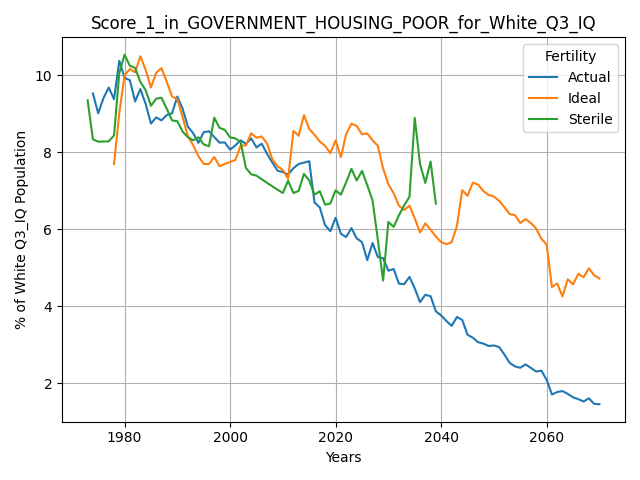 Score_1_in_GOVERNMENT_HOUSING_POOR_for_White_Q3_IQ
Fertility
Actual
Ideal
Sterile
% of White Q3_IQ Population
10
8
6
4
2
1980
2000
2020
2040
2060
Years